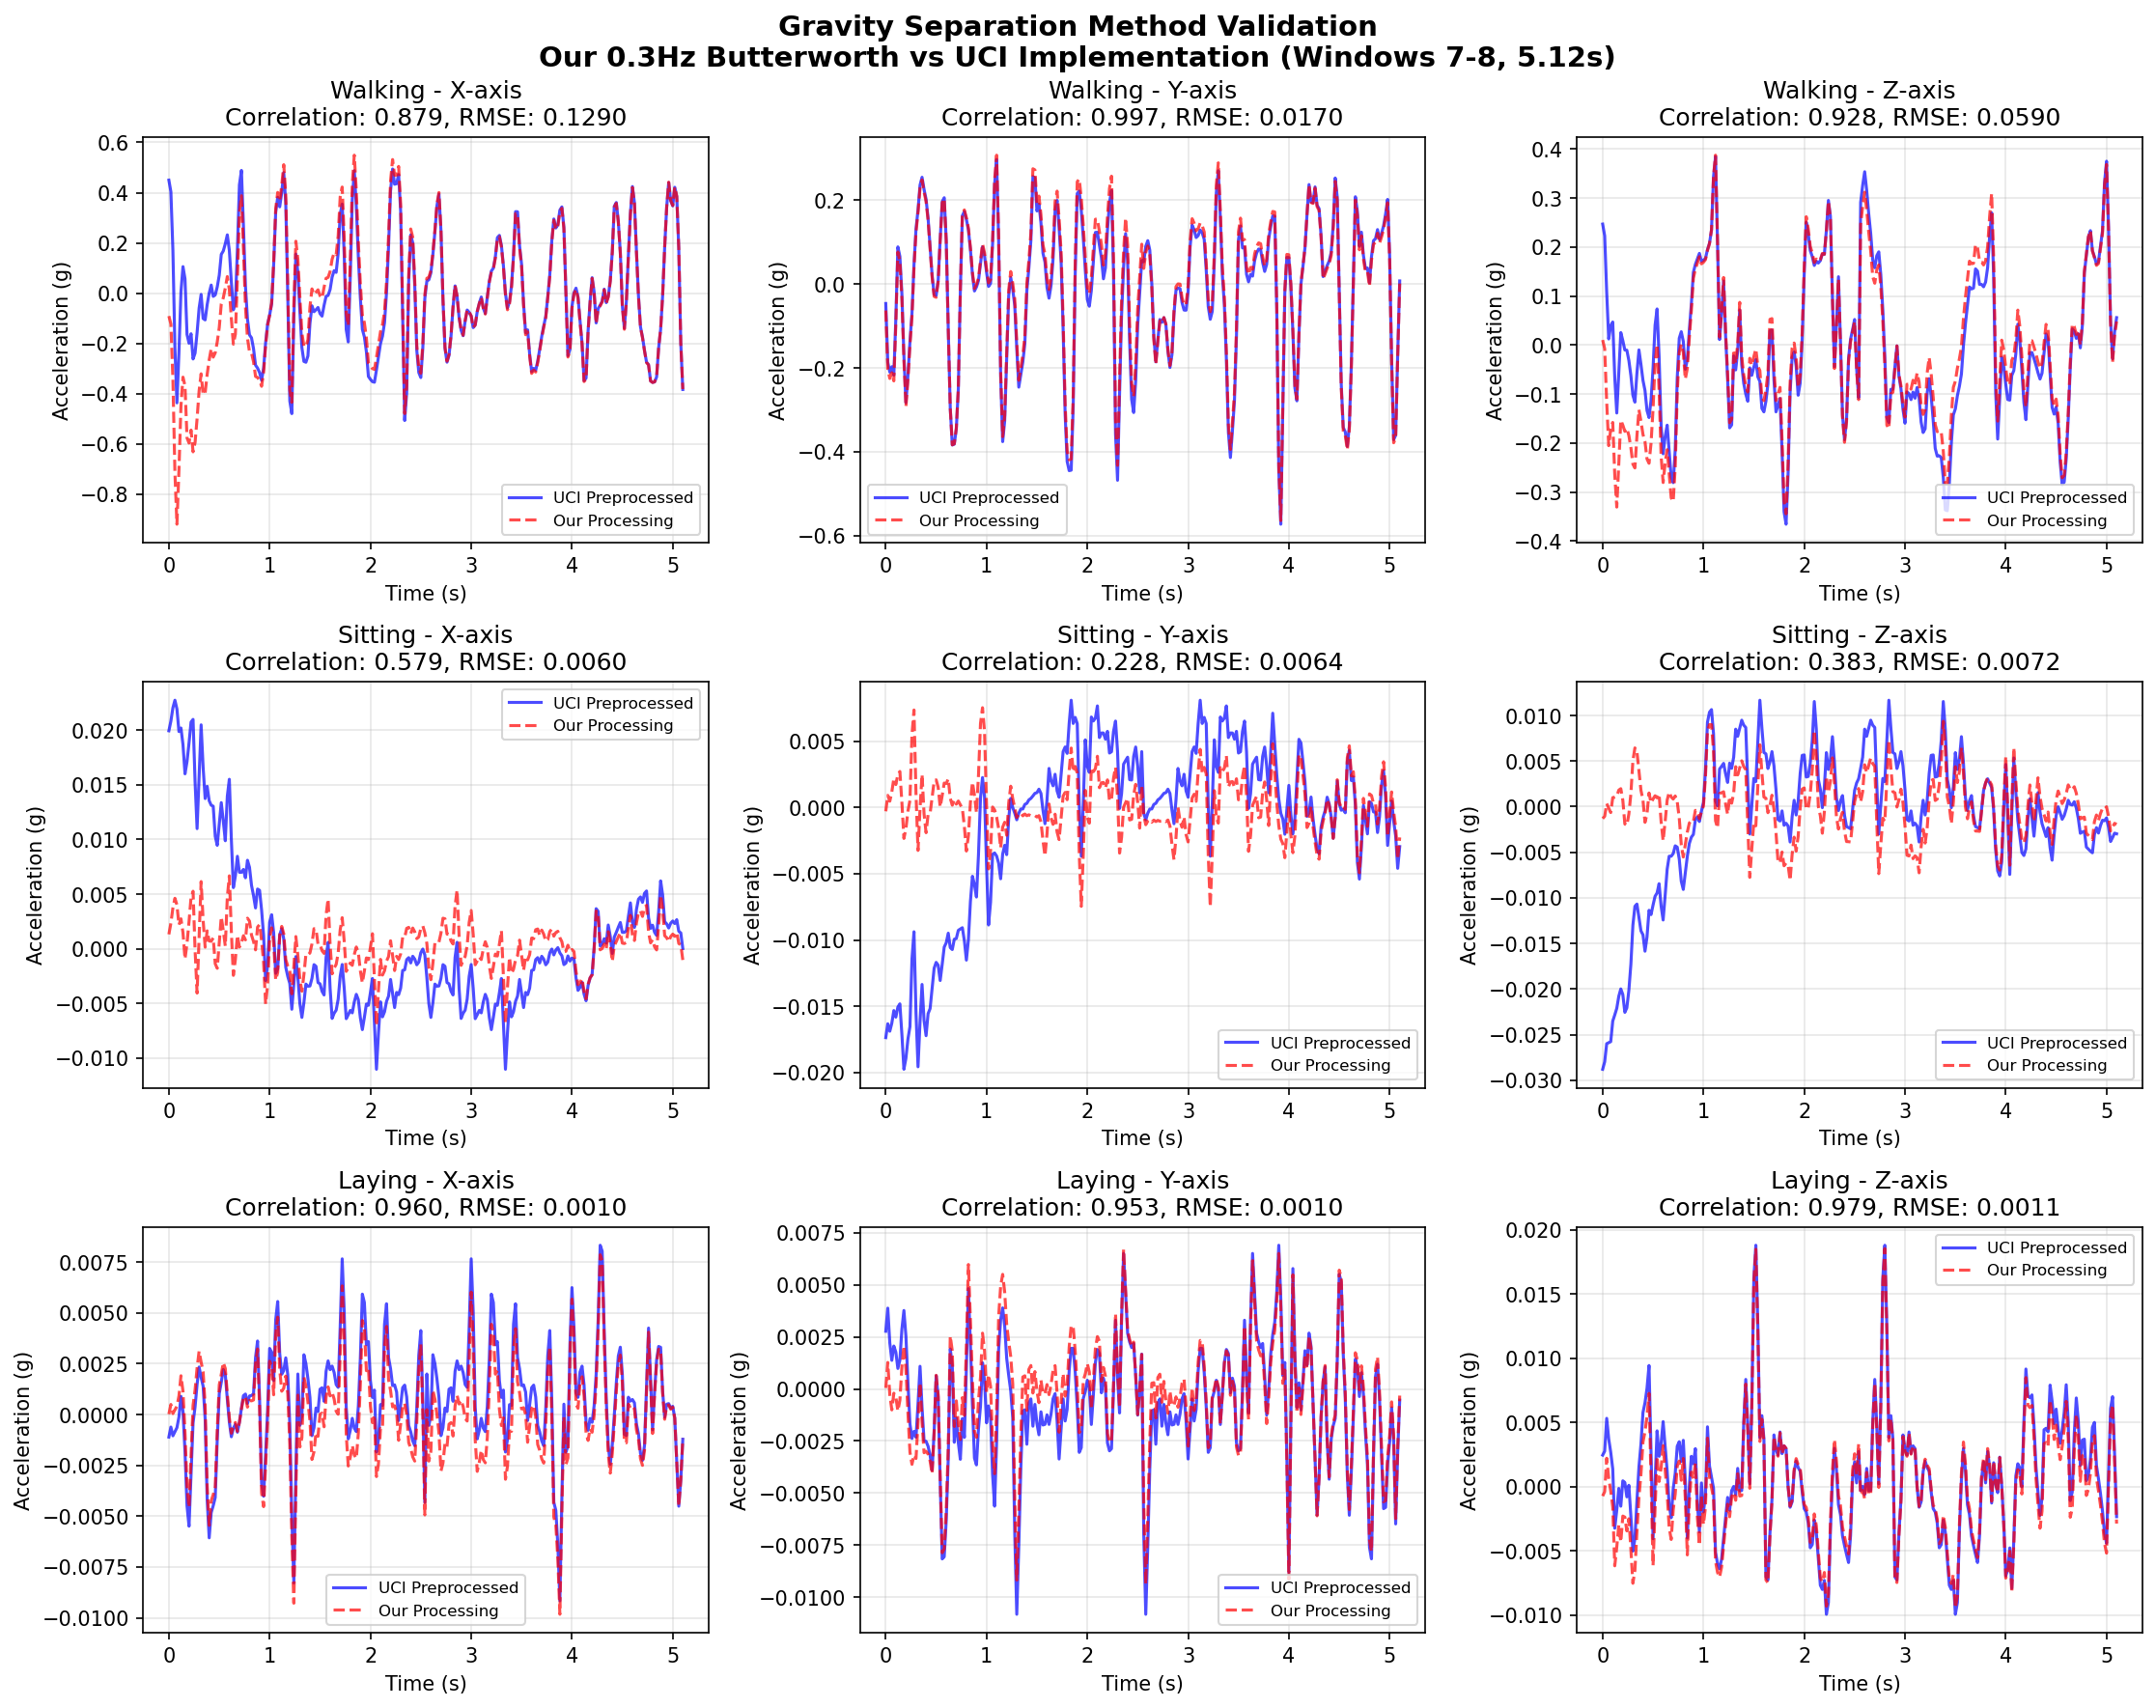 Gravity Separation Method Validation
Our 0.3Hz Butterworth vs UCI Implementation (Windows 7-8, 5.12s)
Walking - X-axis
Correlation: 0.879, RMSE: 0.1290
0.6
0.4
0.2
0.0
−0.2
−0.4
−0.6
−0.8
Acceleration (g)
0 1 2 3 4 5
Time (s)
UCI Preprocessed
Our Processing
Walking - Y-axis
Correlation: 0.997, RMSE: 0.0170
0.2
0.0
−0.2
−0.4
−0.6
Acceleration (g)
0 1 2 3 4 5
Time (s)
UCI Preprocessed
Our Processing
Walking - Z-axis
Correlation: 0.928, RMSE: 0.0590
0.4
0.3
0.2
0.1
0.0
−0.1
−0.2
−0.3
−0.4
Acceleration (g)
0 1 2 3 4 5
Time (s)
UCI Preprocessed
Our Processing
Sitting - X-axis
Correlation: 0.579, RMSE: 0.0060
0.020
0.015
0.010
0.005
0.000
−0.005
−0.010
Acceleration (g)
0 1 2 3 4 5
Time (s)
UCI Preprocessed
Our Processing
Sitting - Y-axis
Correlation: 0.228, RMSE: 0.0064
0.005
0.000
−0.005
−0.010
−0.015
−0.020
Acceleration (g)
0 1 2 3 4 5
Time (s)
UCI Preprocessed
Our Processing
Sitting - Z-axis
Correlation: 0.383, RMSE: 0.0072
0.010
0.005
0.000
−0.005
−0.010
−0.015
−0.020
−0.025
−0.030
Acceleration (g)
0 1 2 3 4 5
Time (s)
UCI Preprocessed
Our Processing
Laying - X-axis
Correlation: 0.960, RMSE: 0.0010
0.0075
0.0050
0.0025
0.0000
−0.0025
−0.0050
−0.0075
−0.0100
Acceleration (g)
0 1 2 3 4 5
Time (s)
UCI Preprocessed
Our Processing
Laying - Y-axis
Correlation: 0.953, RMSE: 0.0010
0.0075
0.0050
0.0025
0.0000
−0.0025
−0.0050
−0.0075
−0.0100
Acceleration (g)
0 1 2 3 4 5
Time (s)
UCI Preprocessed
Our Processing
Laying - Z-axis
Correlation: 0.979, RMSE: 0.0011
0.020
0.015
0.010
0.005
0.000
−0.005
−0.010
Acceleration (g)
0 1 2 3 4 5
Time (s)
UCI Preprocessed
Our Processing